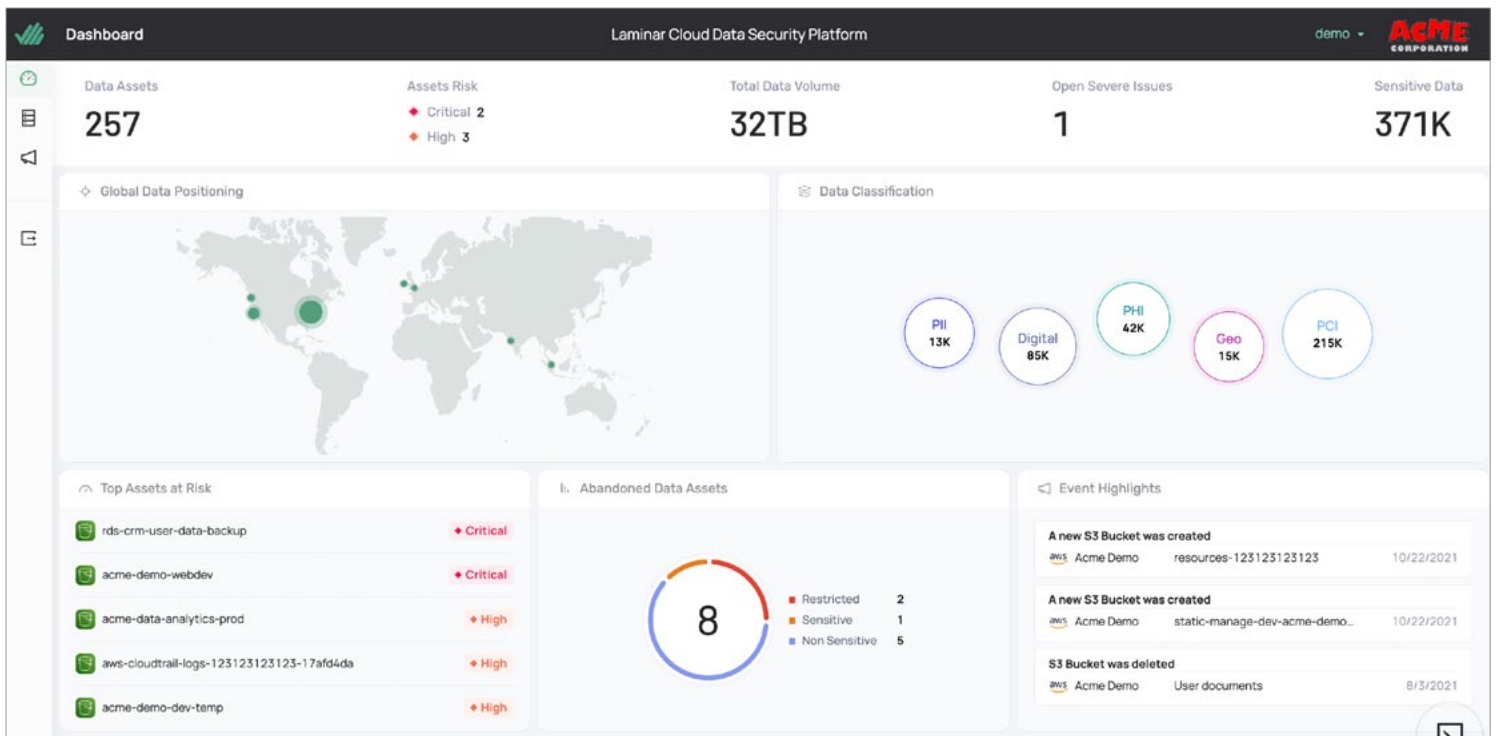 Dashboard
Laminar Cloud Data Security Platform
demo
ACME
CORPORATION
Data Assets
257
Assets Risk
Critical 2
High 3
Total Data Volume
32TB
Open Severe Issues
1
Sensitive Data
371K
Global Data Positioning
Data Classification
PII
13K
Digital
85K
PHI
42K
Geo
15K
PCI
215K
Top Assets at Risk
rds-crm-user-data-backup Critical
acme-demo-webdev Critical
acme-data-analytics-prod High
aws-cloudtrail-logs-123123123123-17afd4da High
acme-demo-dev-temp High
Abandoned Data Assets
8
Restricted 2
Sensitive 1
Non Sensitive 5
Event Highlights
A new S3 Bucket was created
aws Acme Demo resources-123123123123 10/22/2021
A new S3 Bucket was created
aws Acme Demo static-manage-dev-acme-demo... 10/22/2021
S3 Bucket was deleted
aws Acme Demo User documents 8/3/2021